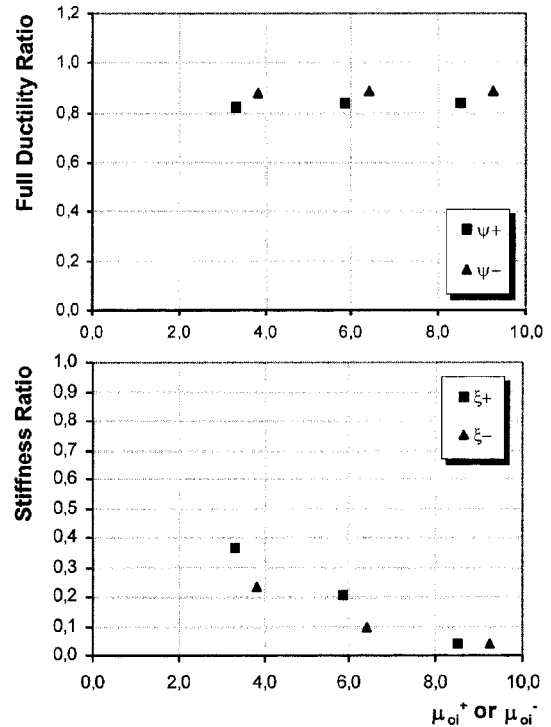 Full Ductility Ratio
1,2
1,0
0,8
0,6
0,4
0,2
0,0
0,0 2,0 4,0 6,0 8,0 10,0
ψ+
ψ−
Stiffness Ratio
1,0
0,9
0,8
0,7
0,6
0,5
0,4
0,3
0,2
0,1
0,0
0,0 2,0 4,0 6,0 8,0 10,0
ξ+
ξ−
μoi+ or μoi-